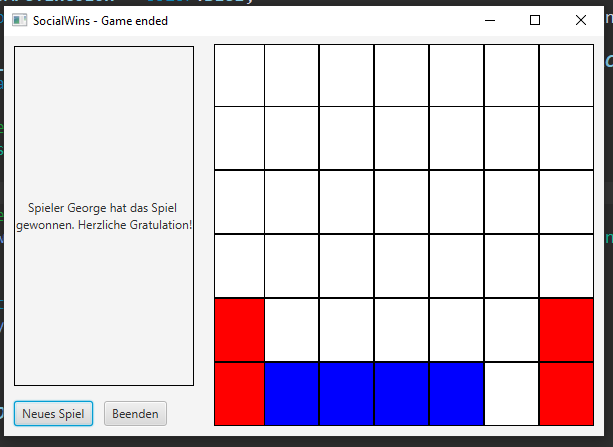 SocialWins - Game ended
Spieler George hat das Spiel
gewonnen. Herzliche Gratulation!
Neues Spiel
Beenden